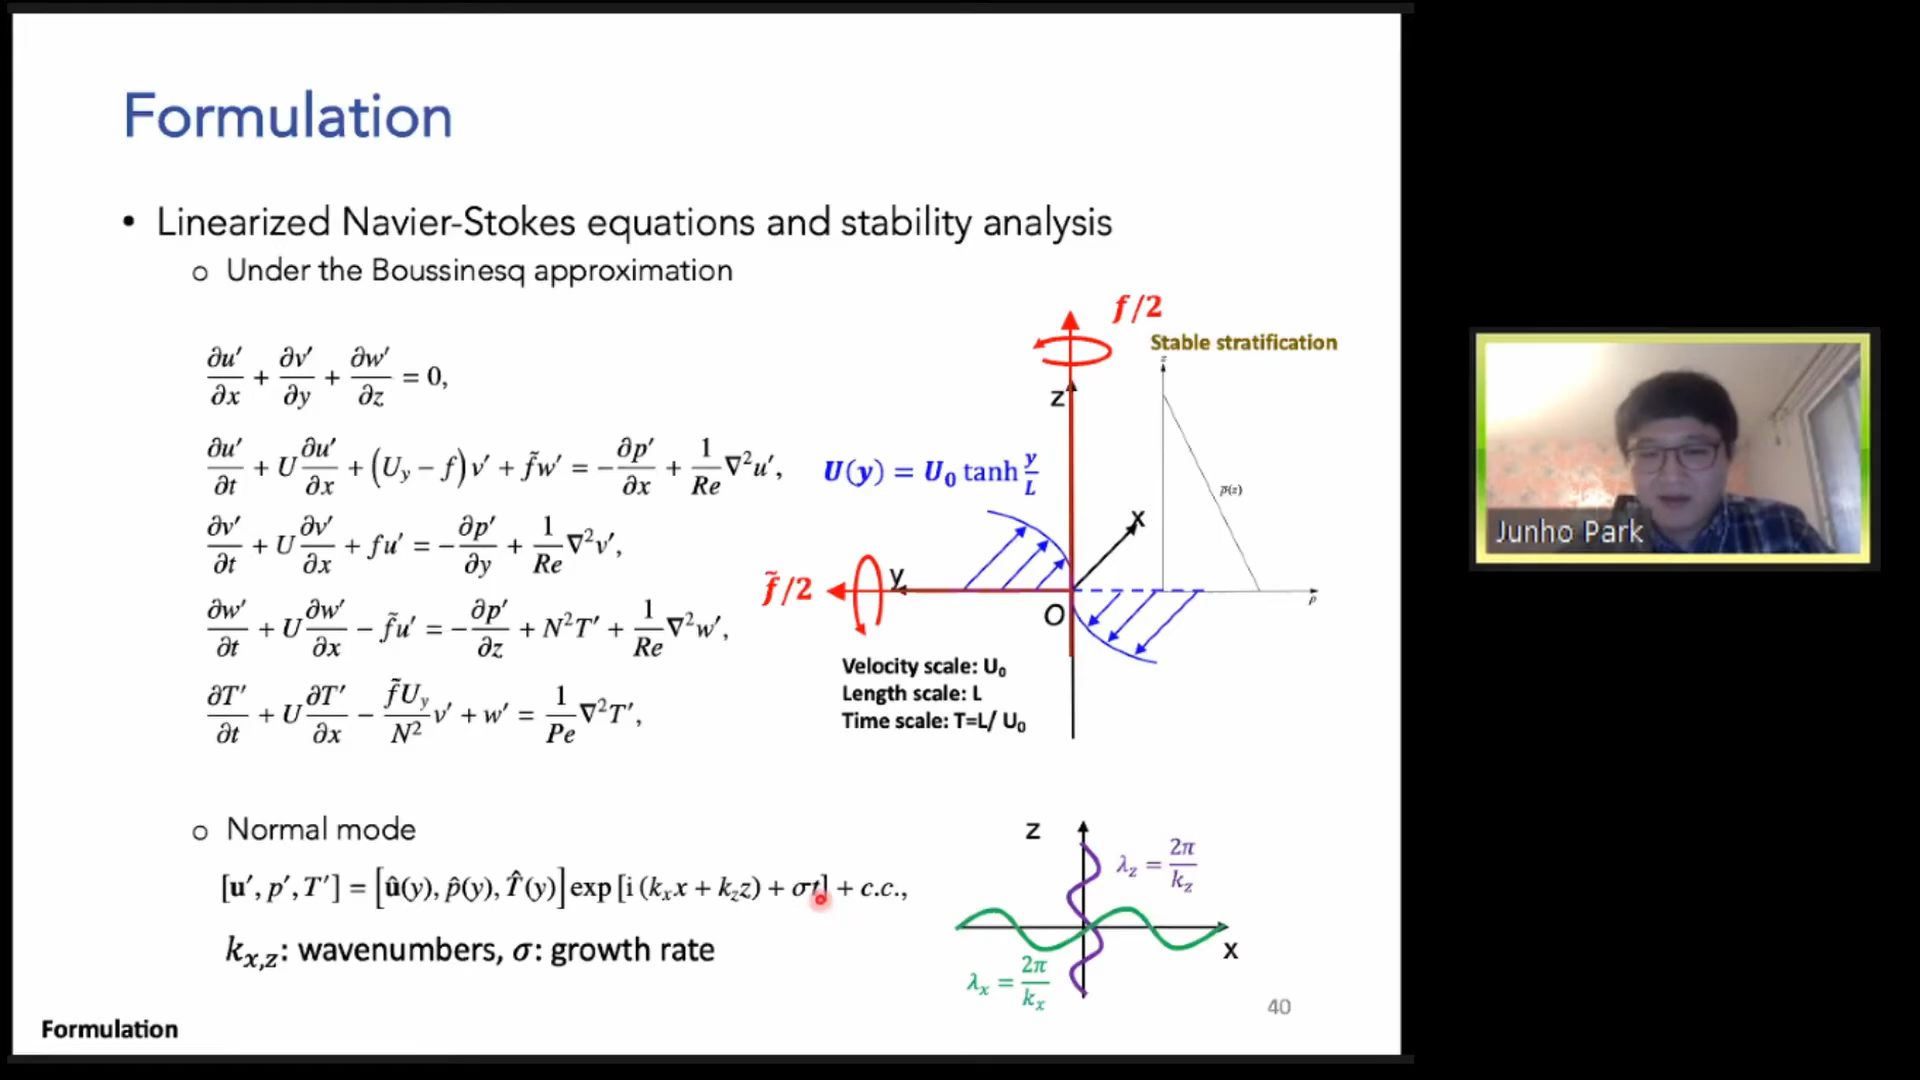 Formulation
• Linearized Navier-Stokes equations and stability analysis
o Under the Boussinesq approximation
∂u′/∂x + ∂v′/∂y + ∂w′/∂z = 0,
∂u′/∂t + U ∂u′/∂x + (U_y − f) v′ + f̃w′ = −∂p′/∂x + 1/Re ∇²u′,
∂v′/∂t + U ∂v′/∂x + fu′ = −∂p′/∂y + 1/Re ∇²v′,
∂w′/∂t + U ∂w′/∂x − f̃u′ = −∂p′/∂z + N²T′ + 1/Re ∇²w′,
∂T′/∂t + U ∂T′/∂x − f̃U_y/N² v′ + w′ = 1/Pe ∇²T′,
f/2
Stable stratification
z
z
U(y) = U₀ tanh y/L
ρ̄(z)
x
f̃/2
y
O
ρ
Velocity scale: U₀
Length scale: L
Time scale: T=L/ U₀
o Normal mode
[u′, p′, T′] = [û(y), p̂(y), T̂(y)] exp [i (kₓx + k_z z) + σt] + c.c.,
k_{x,z}: wavenumbers, σ: growth rate
z
λ_z = 2π/k_z
x
λₓ = 2π/kₓ
40
Formulation
Junho Park